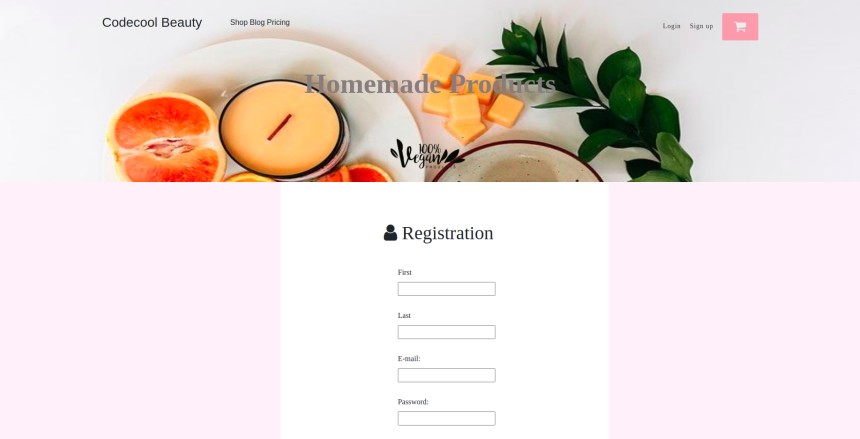 Codecool Beauty
Shop Blog Pricing
Login Sign up
Homemade Products
100%
Vegan
Registration
First
Last
E-mail:
Password: